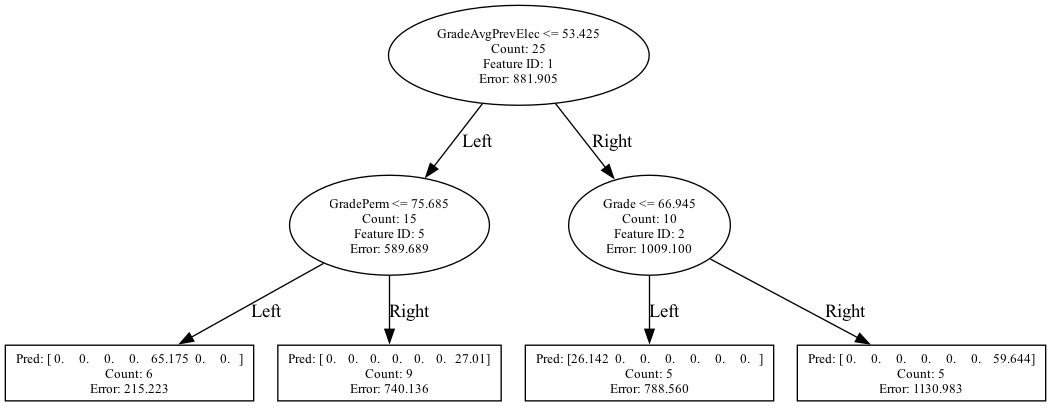 GradeAvgPrevElec <= 53.425
Count: 25
Feature ID: 1
Error: 881.905
Left
Right
GradePerm <= 75.685
Count: 15
Feature ID: 5
Error: 589.689
Grade <= 66.945
Count: 10
Feature ID: 2
Error: 1009.100
Left
Right
Left
Right
Pred: [ 0. 0. 0. 0. 65.175 0. 0. ]
Count: 6
Error: 215.223
Pred: [ 0. 0. 0. 0. 0. 0. 27.01]
Count: 9
Error: 740.136
Pred: [26.142 0. 0. 0. 0. 0. 0. ]
Count: 5
Error: 788.560
Pred: [ 0. 0. 0. 0. 0. 0. 59.644]
Count: 5
Error: 1130.983